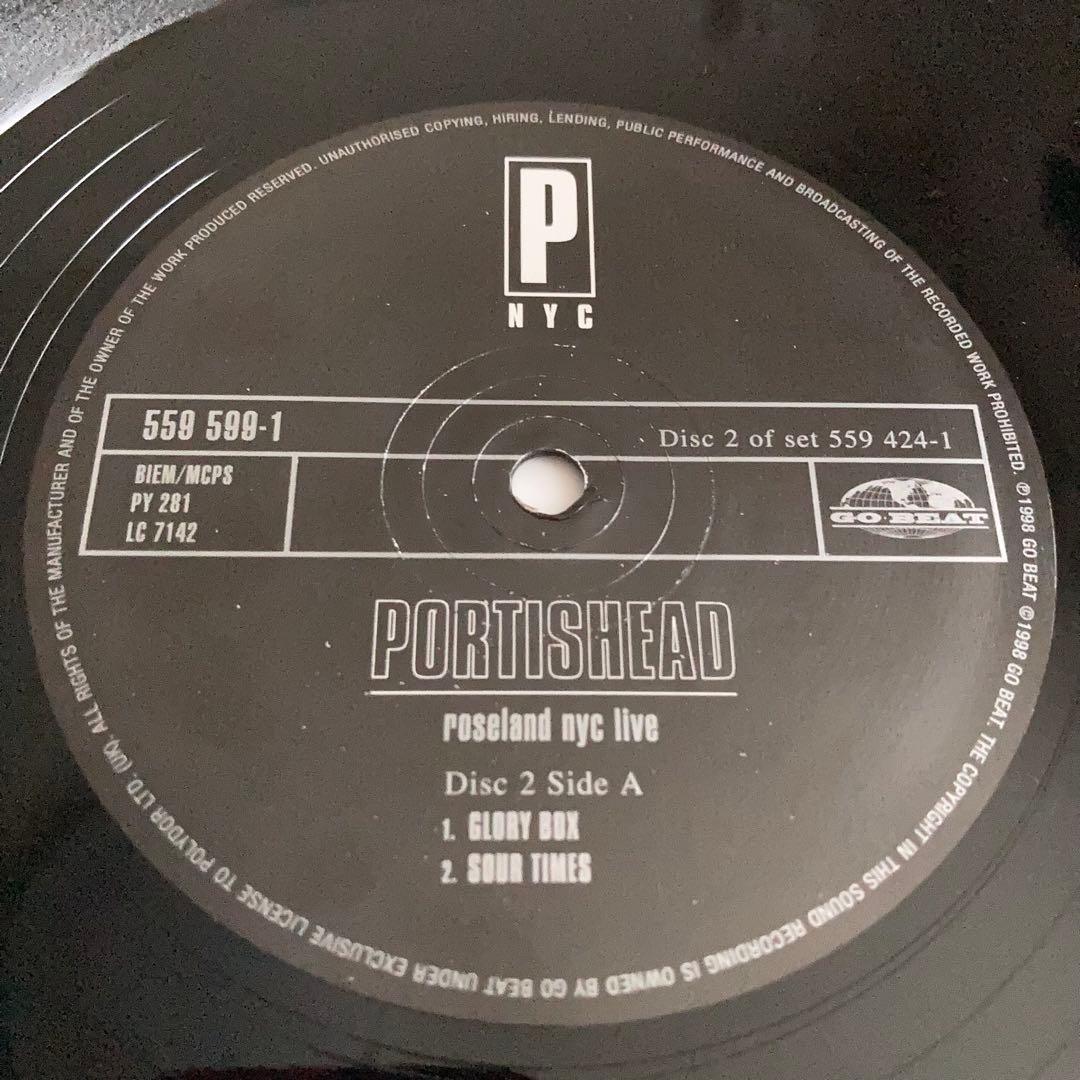 P
NYC
559 599-1
Disc 2 of set 559 424-1
BIEM/MCPS
PY 281
LC 7142
GO·BEAT
PORTISHEAD
roseland nyc live
Disc 2 Side A
1. GLORY BOX
2. SOUR TIMES
ALL RIGHTS OF THE MANUFACTURER AND OF THE OWNER OF THE WORK PRODUCED RESERVED. UNAUTHORISED COPYING, HIRING, LENDING, PUBLIC PERFORMANCE AND BROADCASTING OF THE RECORDED WORK PROHIBITED. ℗1998 GO BEAT ©1998 GO BEAT. THE COPYRIGHT IN THIS SOUND RECORDING IS OWNED BY GO BEAT UNDER EXCLUSIVE LICENSE TO POLYDOR LTD. (UK).